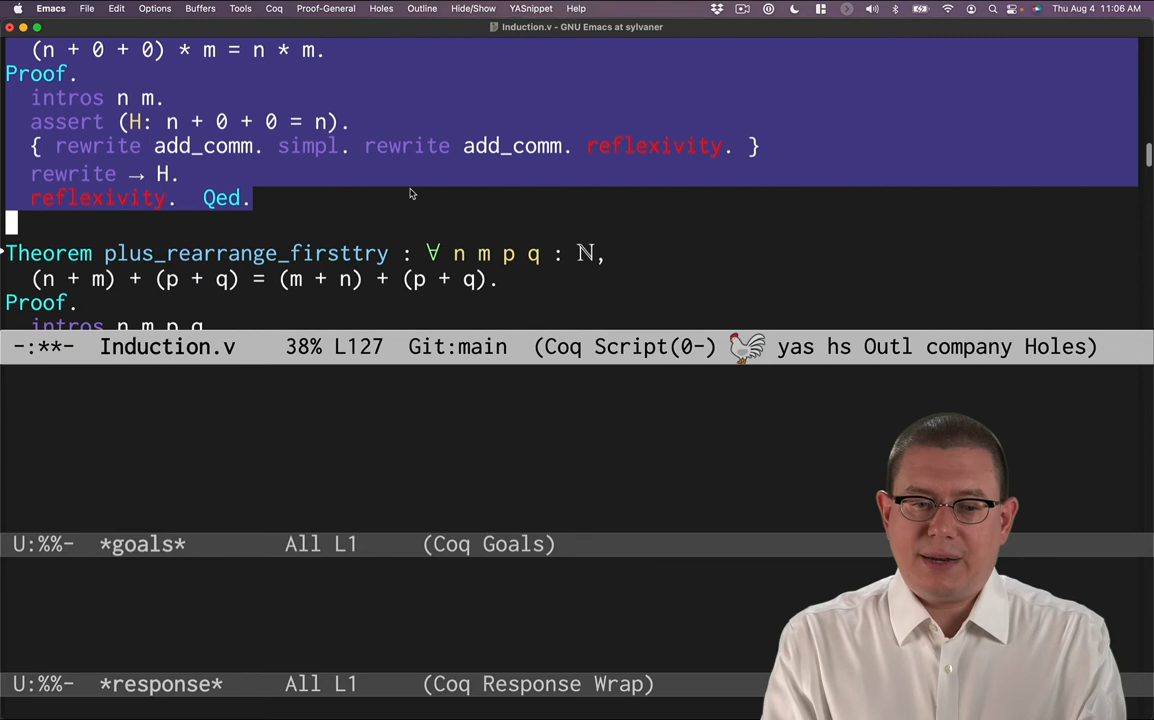 Emacs File Edit Options Buffers Tools Coq Proof-General Holes Outline Hide/Show YASnippet Help Thu Aug 4 11:06 AM
Induction.v - GNU Emacs at sylvaner
(n + 0 + 0) * m = n * m.
Proof.
intros n m.
assert (H: n + 0 + 0 = n).
{ rewrite add_comm. simpl. rewrite add_comm. reflexivity. }
rewrite → H.
reflexivity. Qed.
Theorem plus_rearrange_firsttry : ∀ n m p q : ℕ,
(n + m) + (p + q) = (m + n) + (p + q).
Proof.
intros n m p q.
-:**- Induction.v 38% L127 Git:main (Coq Script(0-) yas hs Outl company Holes)
U:%%- *goals* All L1 (Coq Goals)
U:%%- *response* All L1 (Coq Response Wrap)